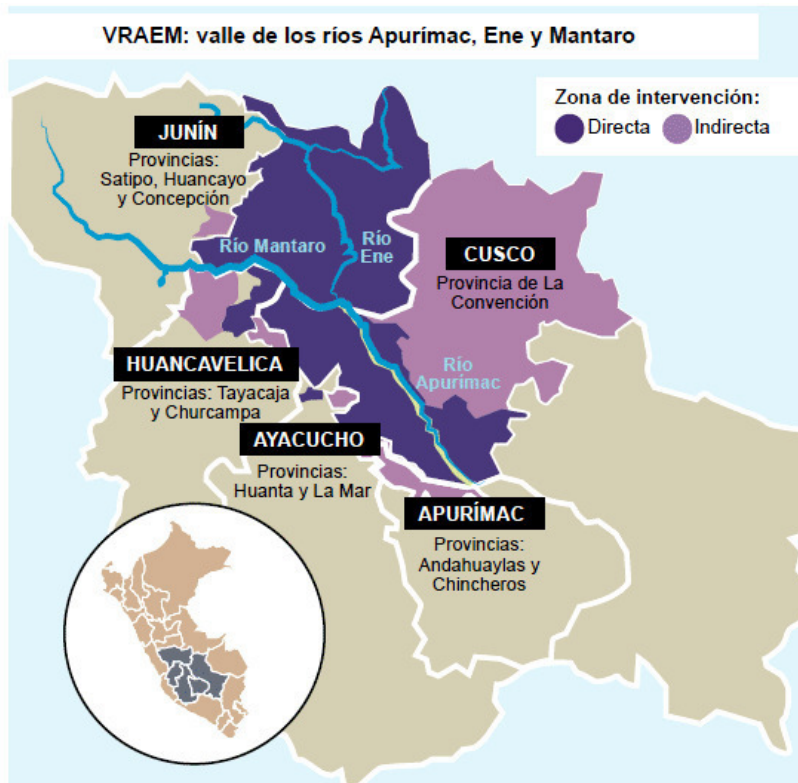 VRAEM: valle de los ríos Apurímac, Ene y Mantaro
Zona de intervención:
Directa
Indirecta
JUNÍN
Provincias:
Satipo, Huancayo
y Concepción
Río Mantaro
Río
Ene
CUSCO
Provincia de La
Convención
HUANCAVELICA
Provincias: Tayacaja
y Churcampa
Río
Apurímac
AYACUCHO
Provincias:
Huanta y La Mar
APURÍMAC
Provincias:
Andahuaylas y
Chincheros